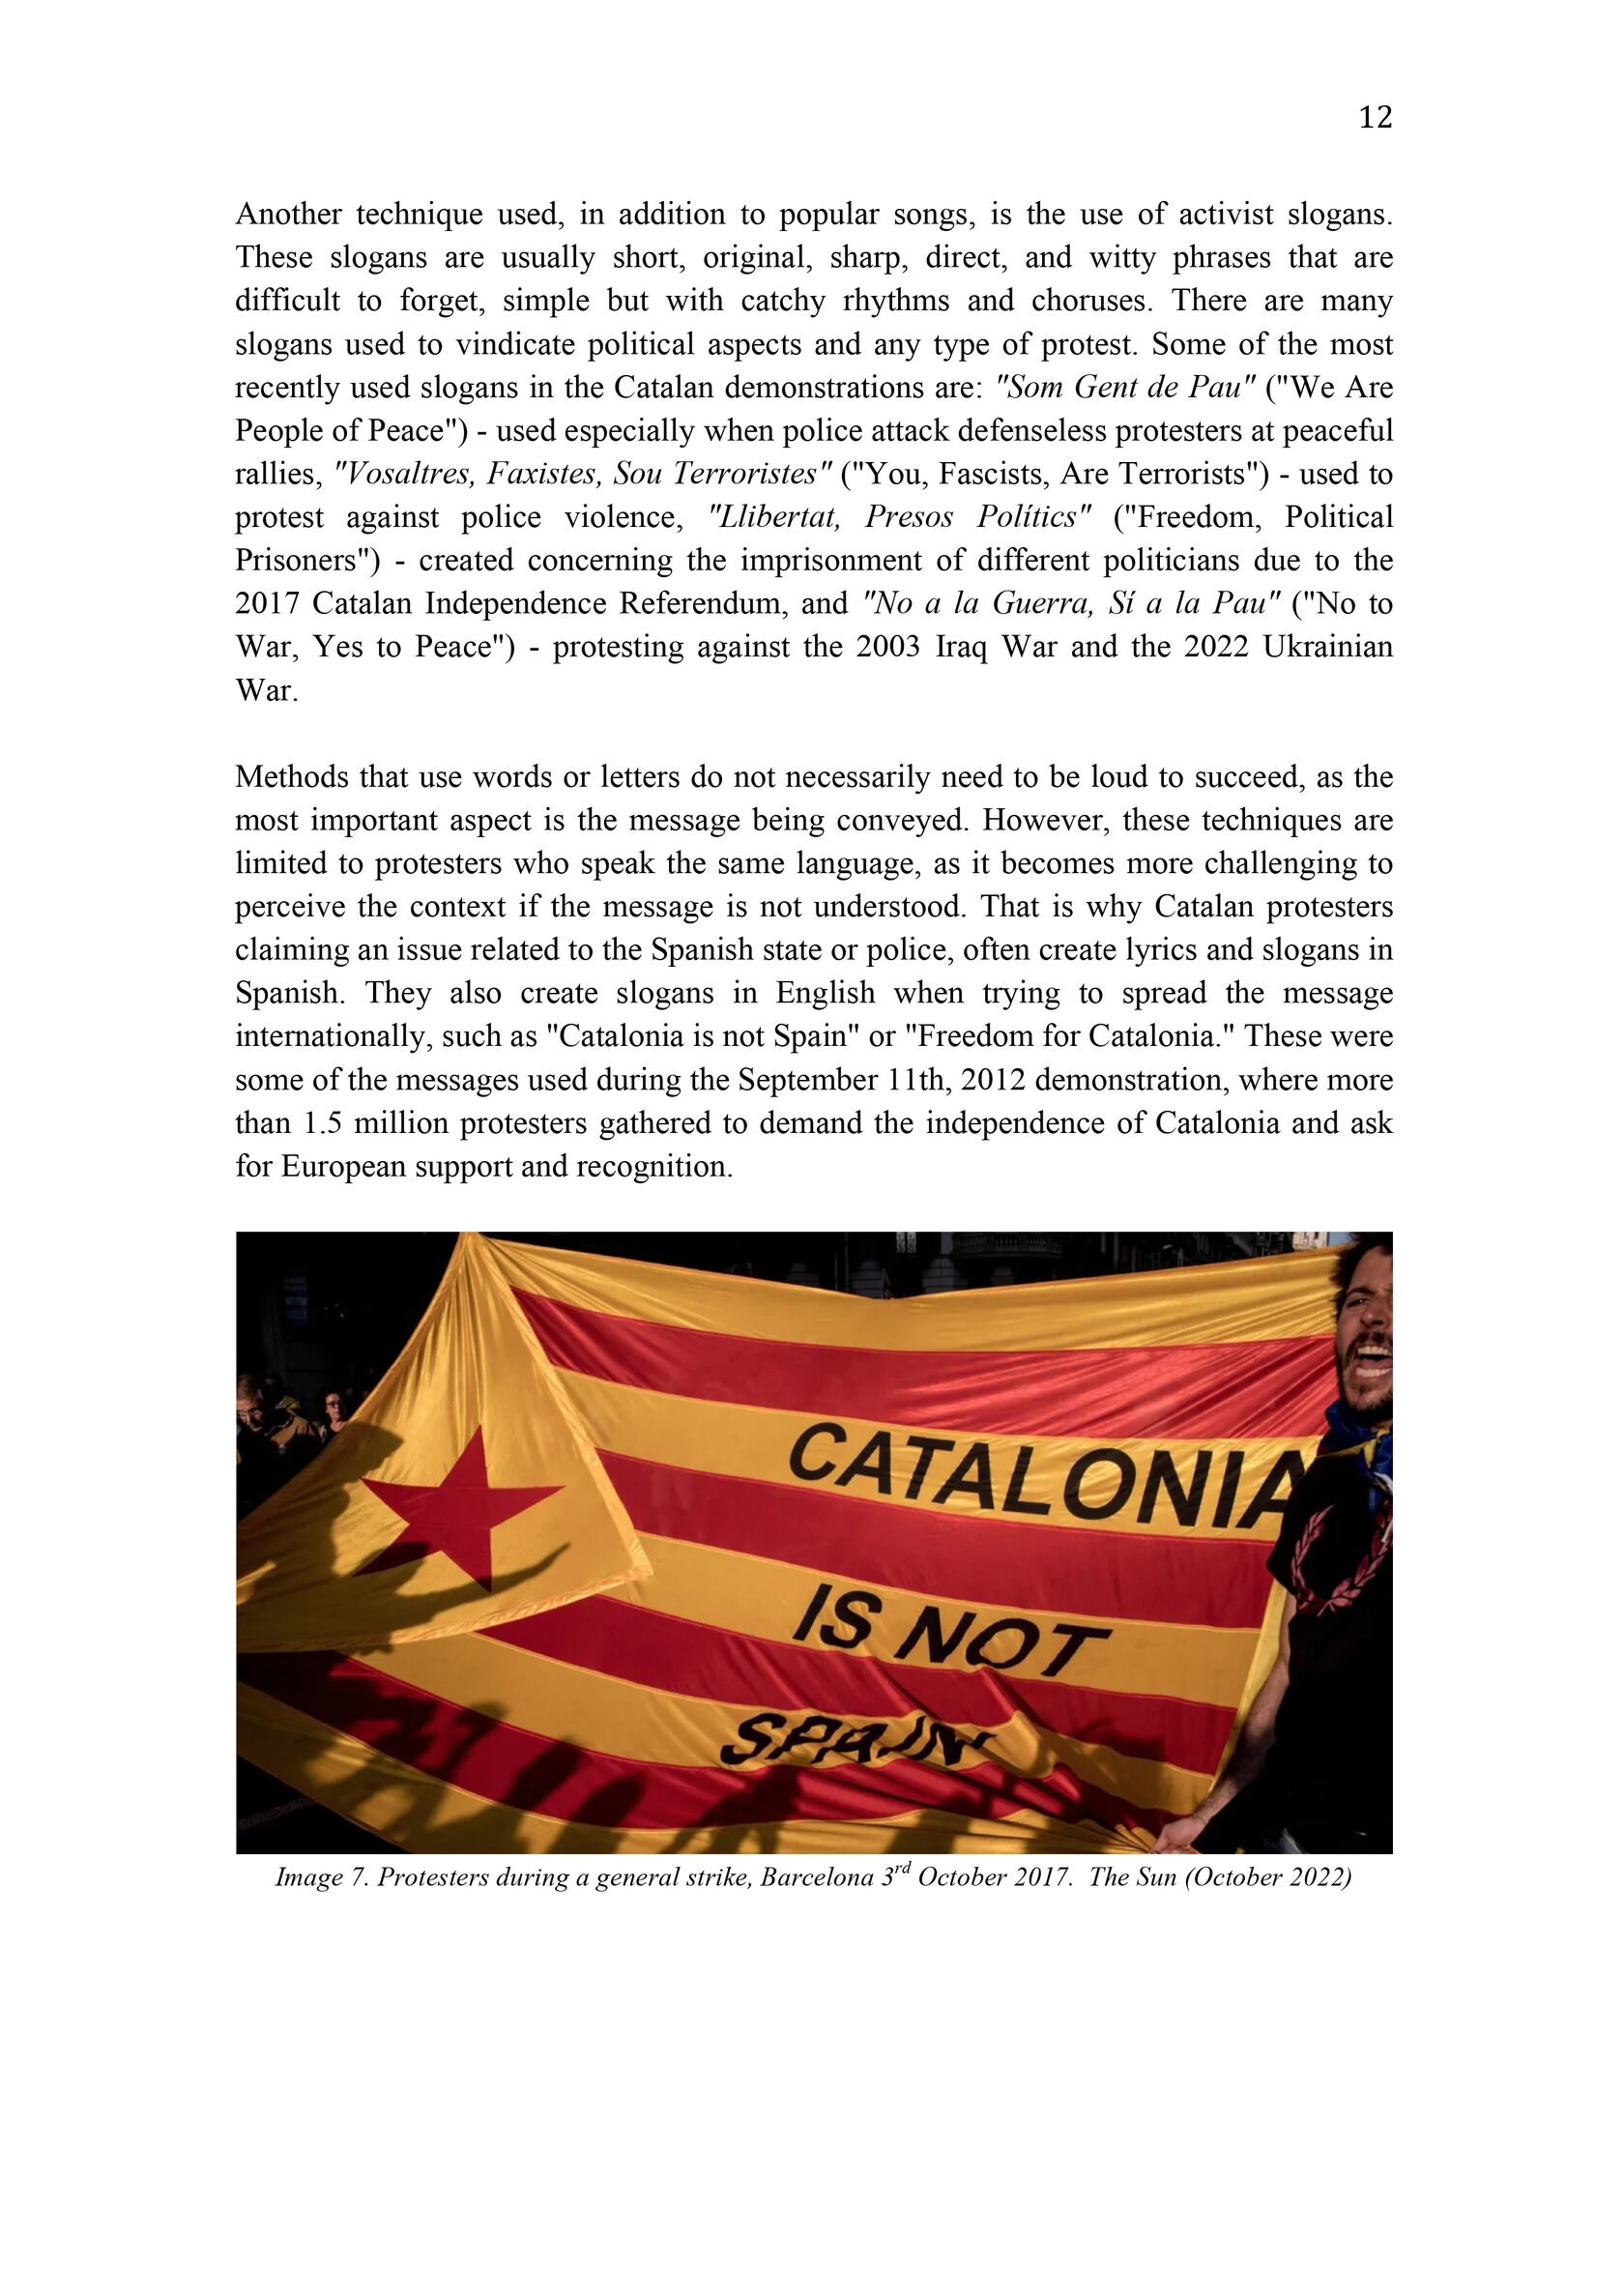 12
Another technique used, in addition to popular songs, is the use of activist slogans.
These slogans are usually short, original, sharp, direct, and witty phrases that are
difficult to forget, simple but with catchy rhythms and choruses. There are many
slogans used to vindicate political aspects and any type of protest. Some of the most
recently used slogans in the Catalan demonstrations are: "Som Gent de Pau" ("We Are
People of Peace") - used especially when police attack defenseless protesters at peaceful
rallies, "Vosaltres, Faxistes, Sou Terroristes" ("You, Fascists, Are Terrorists") - used to
protest against police violence, "Llibertat, Presos Polítics" ("Freedom, Political
Prisoners") - created concerning the imprisonment of different politicians due to the
2017 Catalan Independence Referendum, and "No a la Guerra, Sí a la Pau" ("No to
War, Yes to Peace") - protesting against the 2003 Iraq War and the 2022 Ukrainian
War.
Methods that use words or letters do not necessarily need to be loud to succeed, as the
most important aspect is the message being conveyed. However, these techniques are
limited to protesters who speak the same language, as it becomes more challenging to
perceive the context if the message is not understood. That is why Catalan protesters
claiming an issue related to the Spanish state or police, often create lyrics and slogans in
Spanish. They also create slogans in English when trying to spread the message
internationally, such as "Catalonia is not Spain" or "Freedom for Catalonia." These were
some of the messages used during the September 11th, 2012 demonstration, where more
than 1.5 million protesters gathered to demand the independence of Catalonia and ask
for European support and recognition.
CATALONIA
IS NOT
SPAIN
Image 7. Protesters during a general strike, Barcelona 3rd October 2017. The Sun (October 2022)